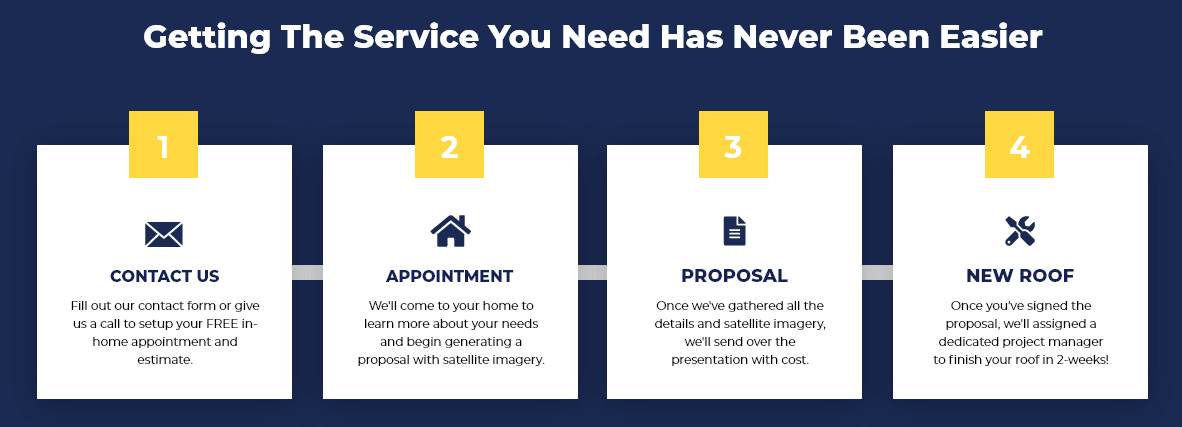 Getting The Service You Need Has Never Been Easier
1
CONTACT US
Fill out our contact form or give
us a call to setup your FREE in-
home appointment and
estimate.
2
APPOINTMENT
We'll come to your home to
learn more about your needs
and begin generating a
proposal with satellite imagery.
3
PROPOSAL
Once we've gathered all the
details and satellite imagery,
we'll send over the
presentation with cost.
4
NEW ROOF
Once you've signed the
proposal, we'll assigned a
dedicated project manager
to finish your roof in 2-weeks!